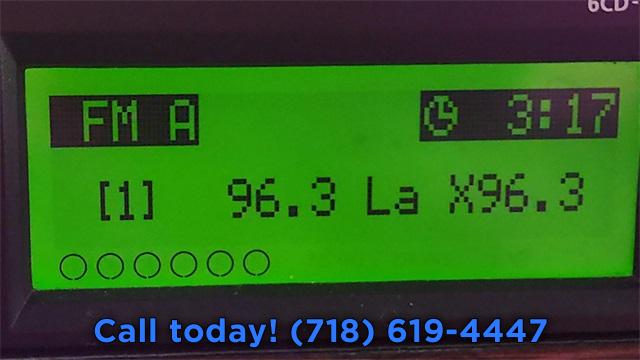 6CD-
FM A 3:17
[1] 96.3 La X96.3
Call today! (718) 619-4447